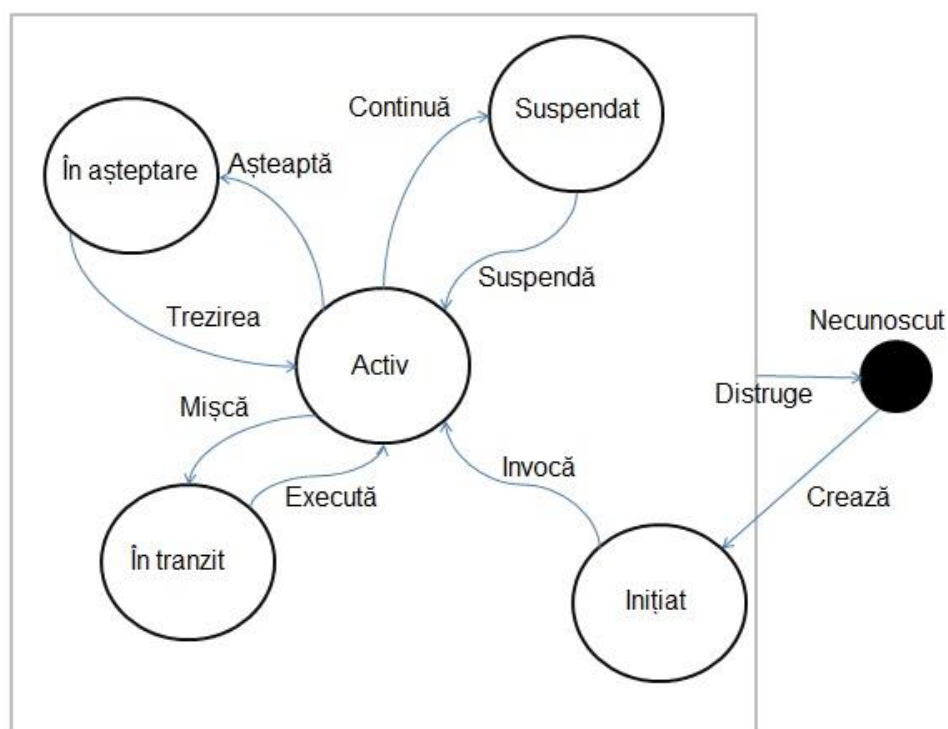 Continuă
Suspendat
În așteptare
Așteaptă
Suspendă
Trezirea
Necunoscut
Activ
Distruge
Mișcă
Invocă
Execută
Crează
În tranzit
Inițiat